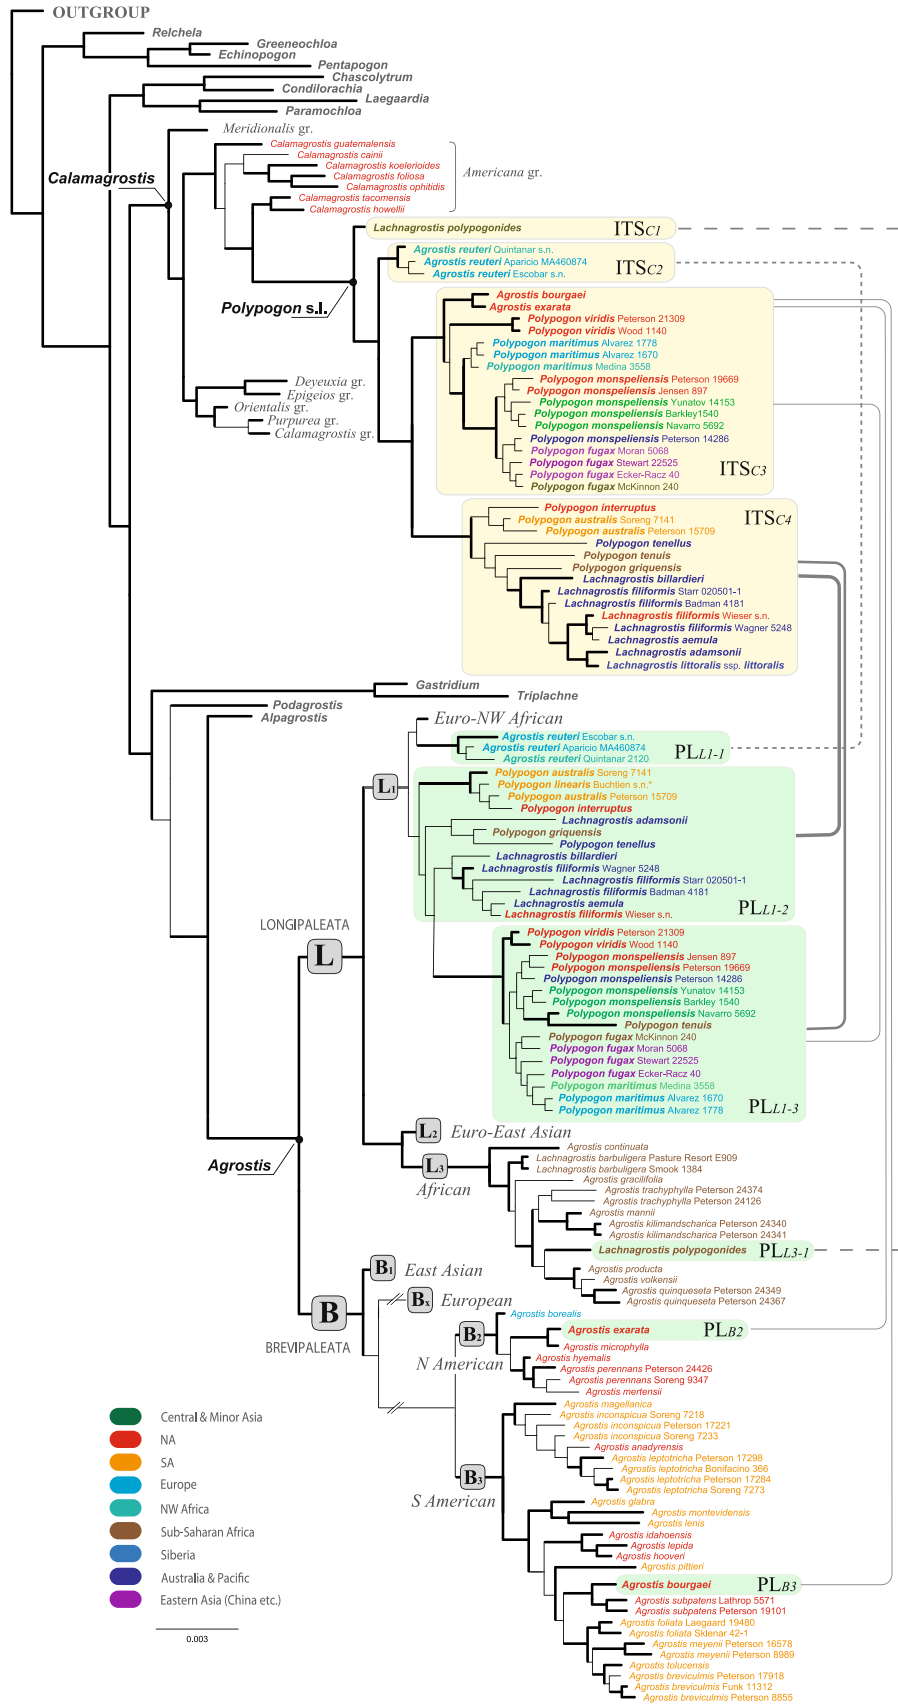 OUTGROUP
Relchela
Greeneochloa
Echinopogon
Pentapogon
Chascolytrum
Condilorachia
Laegaardia
Paramochloa
Meridionalis gr.
Calamagrostis guatemalensis
Calamagrostis cainii
Calamagrostis koelerioides
Calamagrostis foliosa
Calamagrostis ophitidis
Calamagrostis tacomensis
Calamagrostis howellii
Americana gr.
Calamagrostis
Lachnagrostis polypogonides
ITSC1
Agrostis reuteri Quintanar s.n.
Agrostis reuteri Aparicio MA460874
Agrostis reuteri Escobar s.n.
ITSC2
Polypogon s.l.
Agrostis bourgaei
Agrostis exarata
Polypogon viridis Peterson 21309
Polypogon viridis Wood 1140
Polypogon maritimus Alvarez 1778
Polypogon maritimus Alvarez 1670
Polypogon maritimus Medina 3558
Polypogon monspeliensis Peterson 19669
Polypogon monspeliensis Jensen 897
Polypogon monspeliensis Yunatov 14153
Polypogon monspeliensis Barkley1540
Polypogon monspeliensis Navarro 5692
Polypogon monspeliensis Peterson 14286
Polypogon fugax Moran 5068
Polypogon fugax Stewart 22525
Polypogon fugax Ecker-Racz 40
Polypogon fugax McKinnon 240
ITSC3
Deyeuxia gr.
Epigeios gr.
Orientalis gr.
Purpurea gr.
Calamagrostis gr.
Polypogon interruptus
Polypogon australis Soreng 7141
Polypogon australis Peterson 15709
Polypogon tenellus
Polypogon tenuis
Polypogon griquensis
Lachnagrostis billardieri
Lachnagrostis filiformis Starr 020501-1
Lachnagrostis filiformis Badman 4181
Lachnagrostis filiformis Wieser s.n.
Lachnagrostis filiformis Wagner 5248
Lachnagrostis aemula
Lachnagrostis adamsonii
Lachnagrostis littoralis ssp. littoralis
ITSC4
Gastridium
Triplachne
Podagrostis
Alpagrostis
Euro-NW African
Agrostis reuteri Escobar s.n.
Agrostis reuteri Aparicio MA460874
Agrostis reuteri Quintanar 2120
PLL1-1
L1
Polypogon australis Soreng 7141
Polypogon linearis Buchtien s.n.*
Polypogon australis Peterson 15709
Polypogon interruptus
Lachnagrostis adamsonii
Polypogon griquensis
Polypogon tenellus
Lachnagrostis billardieri
Lachnagrostis filiformis Wagner 5248
Lachnagrostis filiformis Starr 020501-1
Lachnagrostis filiformis Badman 4181
Lachnagrostis aemula
Lachnagrostis filiformis Wieser s.n.
PLL1-2
LONGIPALEATA
L
Polypogon viridis Peterson 21309
Polypogon viridis Wood 1140
Polypogon monspeliensis Jensen 897
Polypogon monspeliensis Peterson 19669
Polypogon monspeliensis Peterson 14286
Polypogon monspeliensis Yunatov 14153
Polypogon monspeliensis Barkley 1540
Polypogon monspeliensis Navarro 5692
Polypogon tenuis
Polypogon fugax McKinnon 240
Polypogon fugax Moran 5068
Polypogon fugax Stewart 22525
Polypogon fugax Ecker-Racz 40
Polypogon maritimus Medina 3558
Polypogon maritimus Alvarez 1670
Polypogon maritimus Alvarez 1778
PLL1-3
L2
Euro-East Asian
Agrostis
L3
African
Agrostis continuata
Lachnagrostis barbuligera Pasture Resort E909
Lachnagrostis barbuligera Smook 1384
Agrostis gracilifolia
Agrostis trachyphylla Peterson 24374
Agrostis trachyphylla Peterson 24126
Agrostis mannii
Agrostis kilimandscharica Peterson 24340
Agrostis kilimandscharica Peterson 24341
Lachnagrostis polypogonides
PLL3-1
Agrostis producta
Agrostis volkensii
Agrostis quinqueseta Peterson 24349
Agrostis quinqueseta Peterson 24367
B1
East Asian
Bx
European
B
BREVIPALEATA
B2
N American
Agrostis borealis
Agrostis exarata
PLB2
Agrostis microphylla
Agrostis hyemalis
Agrostis perennans Peterson 24426
Agrostis perennans Soreng 9347
Agrostis mertensii
B3
S American
Agrostis magellanica
Agrostis inconspicua Soreng 7218
Agrostis inconspicua Peterson 17221
Agrostis inconspicua Soreng 7233
Agrostis anadyrensis
Agrostis leptotricha Peterson 17298
Agrostis leptotricha Bonifacino 366
Agrostis leptotricha Peterson 17284
Agrostis leptotricha Soreng 7273
Agrostis glabra
Agrostis montevidensis
Agrostis lenis
Agrostis idahoensis
Agrostis lepida
Agrostis hooveri
Agrostis pittieri
Agrostis bourgaei
PLB3
Agrostis subpatens Lathrop 5571
Agrostis subpatens Peterson 19101
Agrostis foliata Laegaard 19480
Agrostis foliata Sklenar 42-1
Agrostis meyenii Peterson 16578
Agrostis meyenii Peterson 8989
Agrostis tolucensis
Agrostis breviculmis Peterson 17918
Agrostis breviculmis Funk 11312
Agrostis breviculmis Peterson 8855
Central & Minor Asia
NA
SA
Europe
NW Africa
Sub-Saharan Africa
Siberia
Australia & Pacific
Eastern Asia (China etc.)
0.003